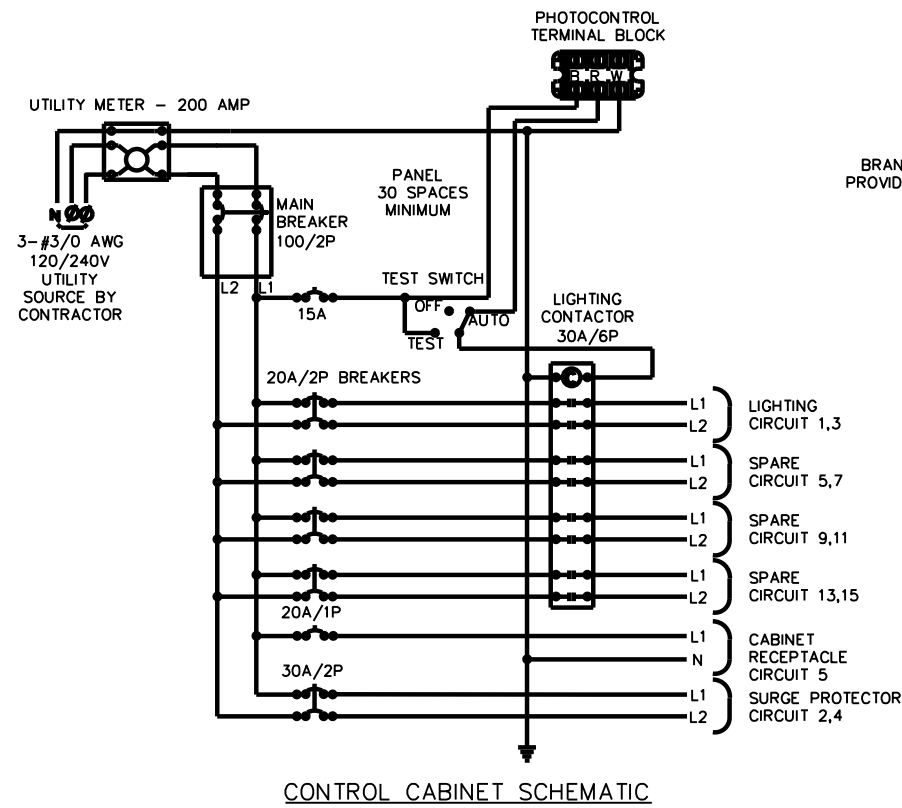 PHOTOCONTROL
TERMINAL BLOCK
B R W
UTILITY METER - 200 AMP
BRAN
PROVID
PANEL
30 SPACES
MINIMUM
MAIN
BREAKER
100/2P
N ØØ
3-#3/0 AWG
120/240V
UTILITY
SOURCE BY
CONTRACTOR
L2 L1
15A
TEST SWITCH
OFF
AUTO
TEST
LIGHTING
CONTACTOR
30A/6P
C
20A/2P BREAKERS
L1
L2
LIGHTING
CIRCUIT 1,3
L1
L2
SPARE
CIRCUIT 5,7
L1
L2
SPARE
CIRCUIT 9,11
L1
L2
SPARE
CIRCUIT 13,15
20A/1P
L1
N
CABINET
RECEPTACLE
CIRCUIT 5
30A/2P
L1
L2
SURGE PROTECTOR
CIRCUIT 2,4
CONTROL CABINET SCHEMATIC